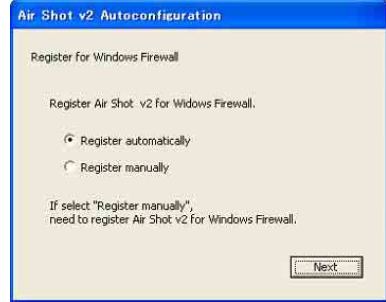 Air Shot v2 Autoconfiguration
Register for Windows Firewall
Register Air Shot v2 for Widows Firewall.
Register automatically
Register manually
If select "Register manually",
need to register Air Shot v2 for Windows Firewall.
Next